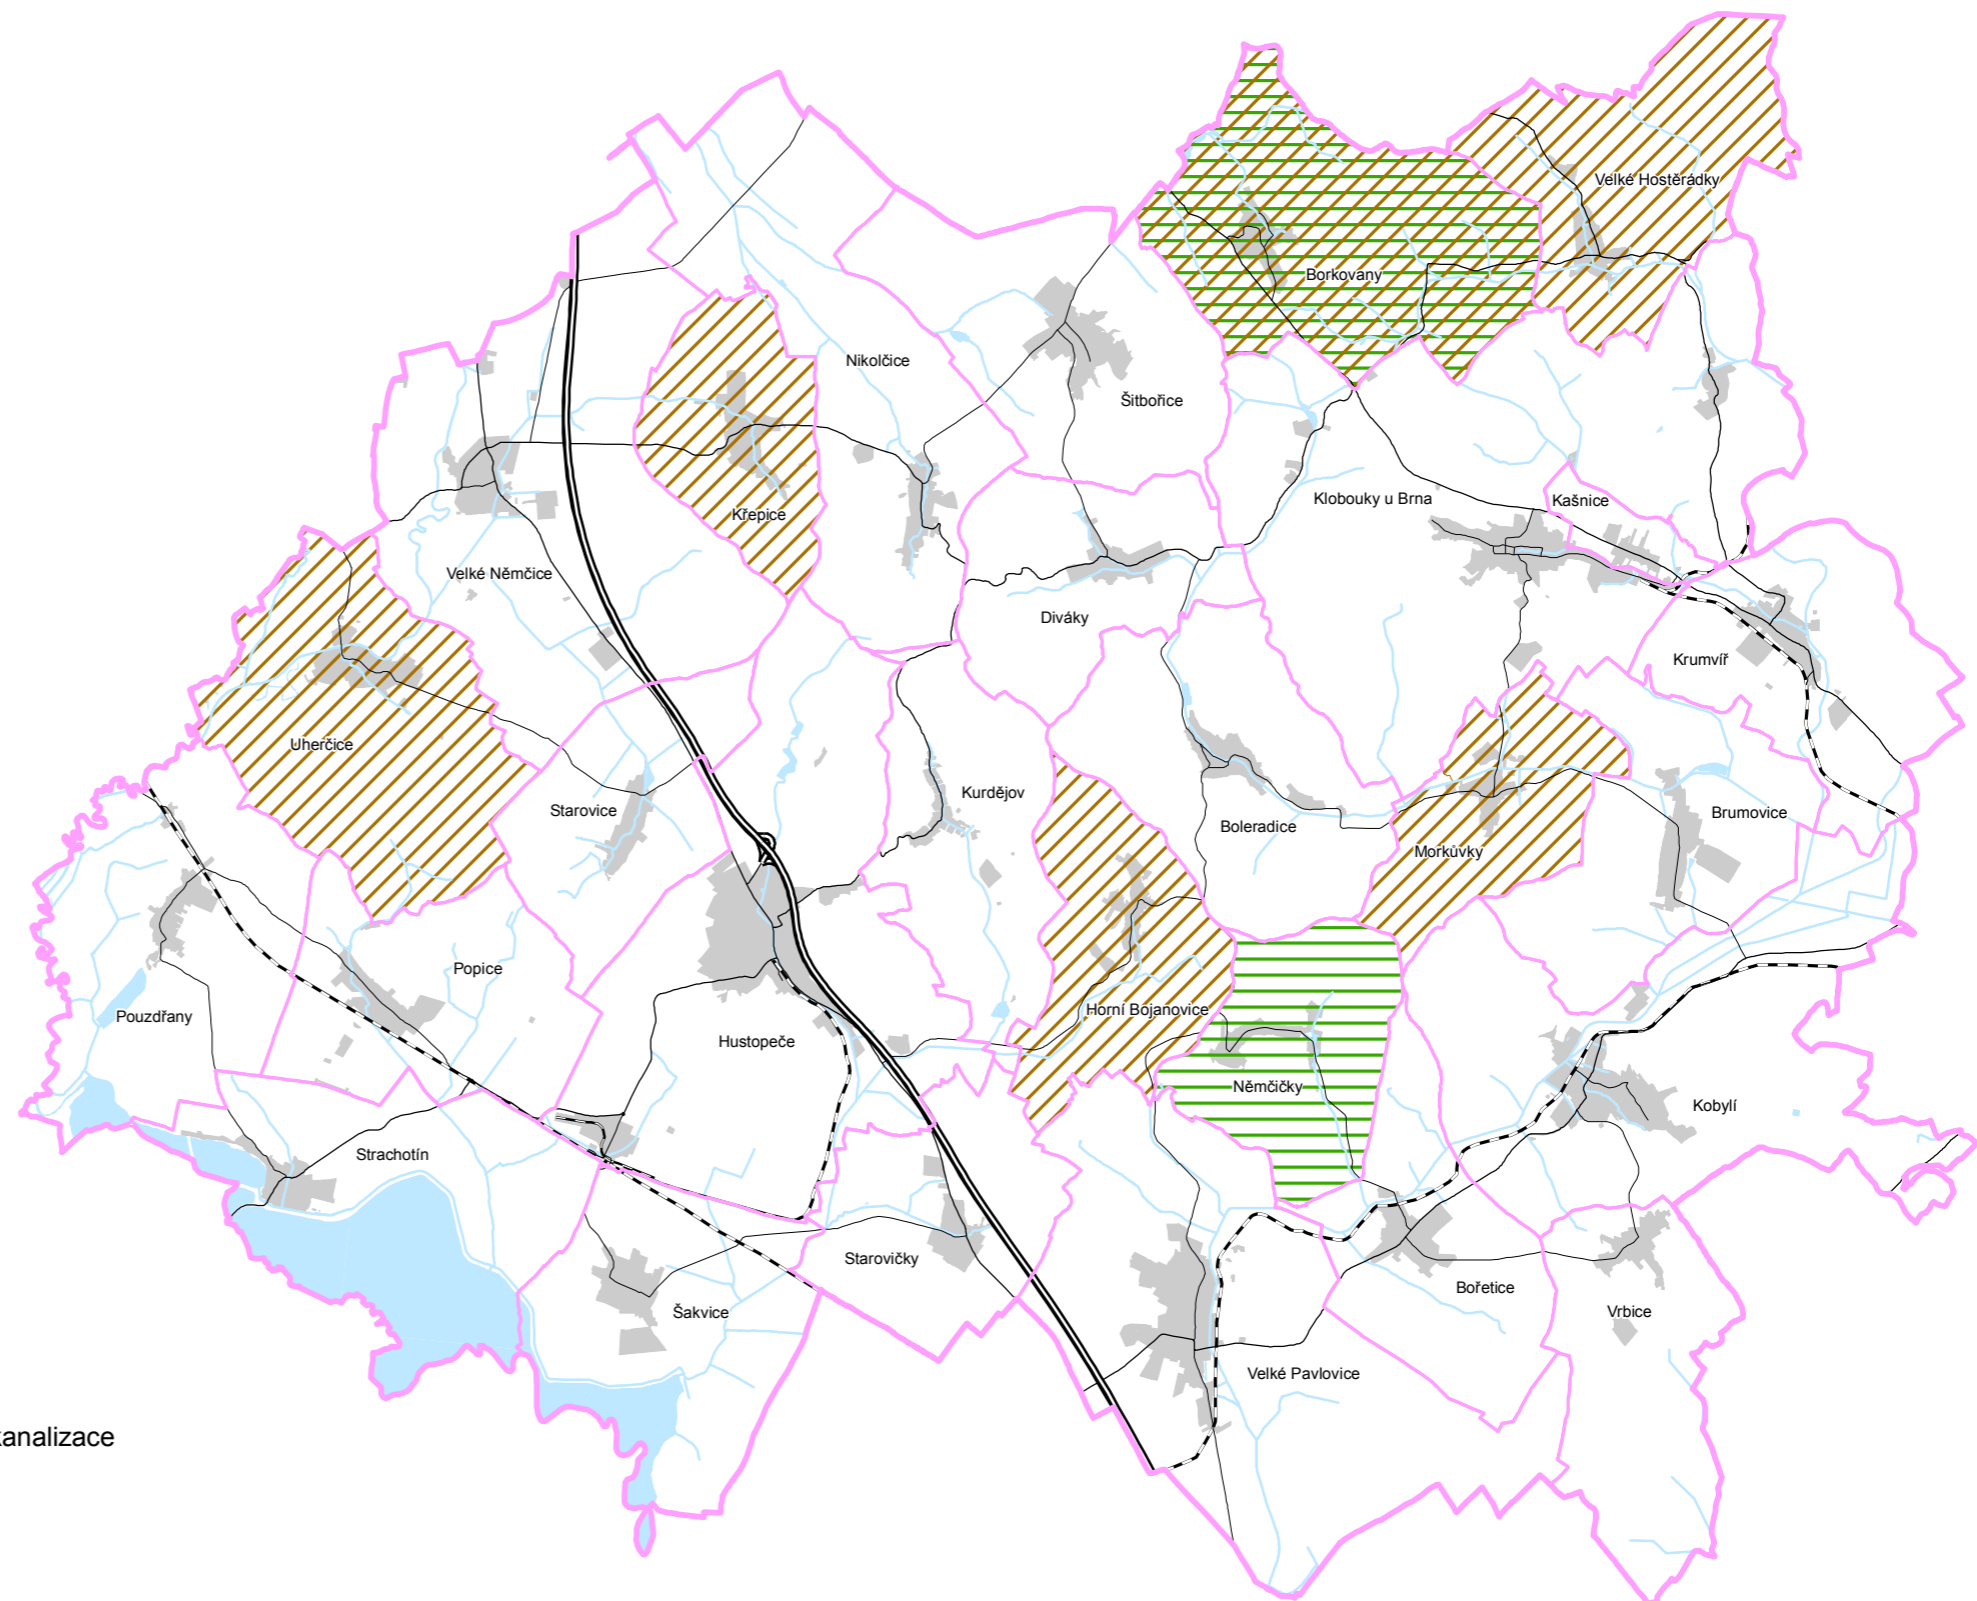 Velké Hostěrádky
Borkovany
Nikolčice
Šitbořice
Klobouky u Brna
Kašnice
Křepice
Velké Němčice
Diváky
Krumvíř
Uherčice
Kurdějov
Starovice
Boleradice
Brumovice
Morkůvky
Popice
Horní Bojanovice
Pouzdřany
Hustopeče
Němčičky
Kobylí
Strachotín
Starovičky
Bořetice
Šakvice
Vrbice
Velké Pavlovice
kanalizace